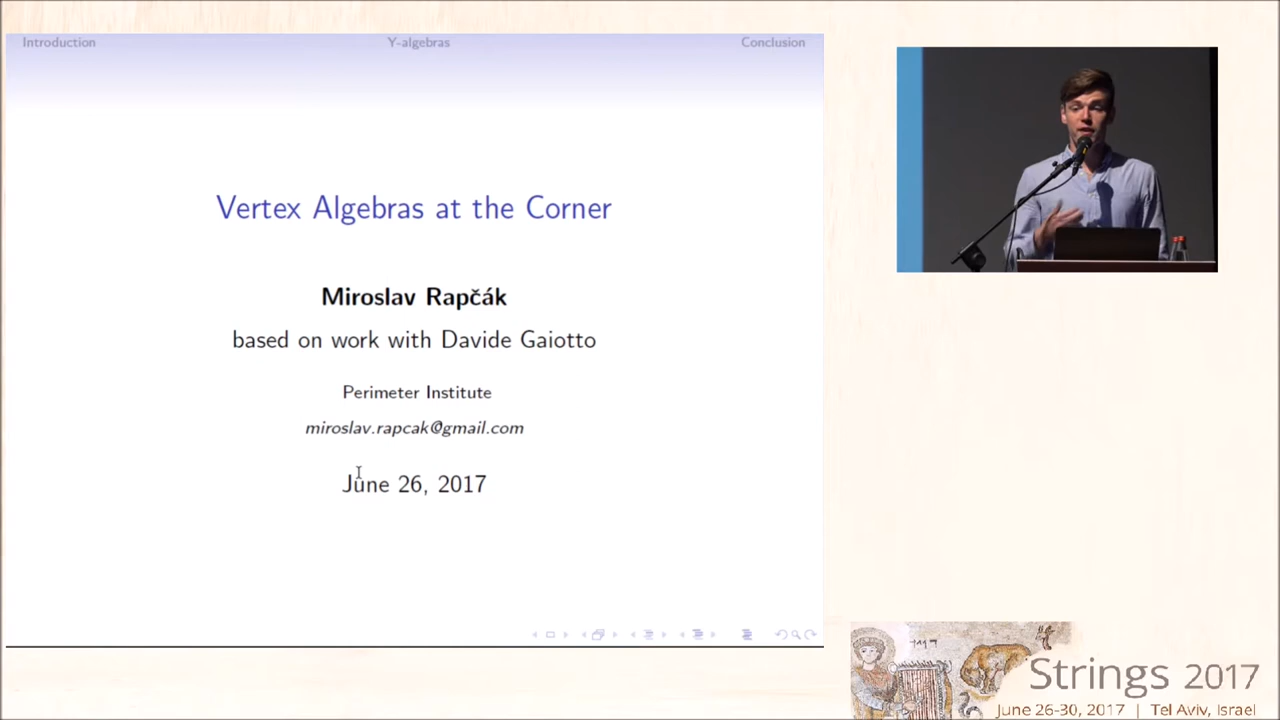 Introduction
Y-algebras
Conclusion
Vertex Algebras at the Corner
Miroslav Rapčák
based on work with Davide Gaiotto
Perimeter Institute
miroslav.rapcak@gmail.com
June 26, 2017
Strings 2017
June 26-30, 2017 | Tel Aviv, Israel